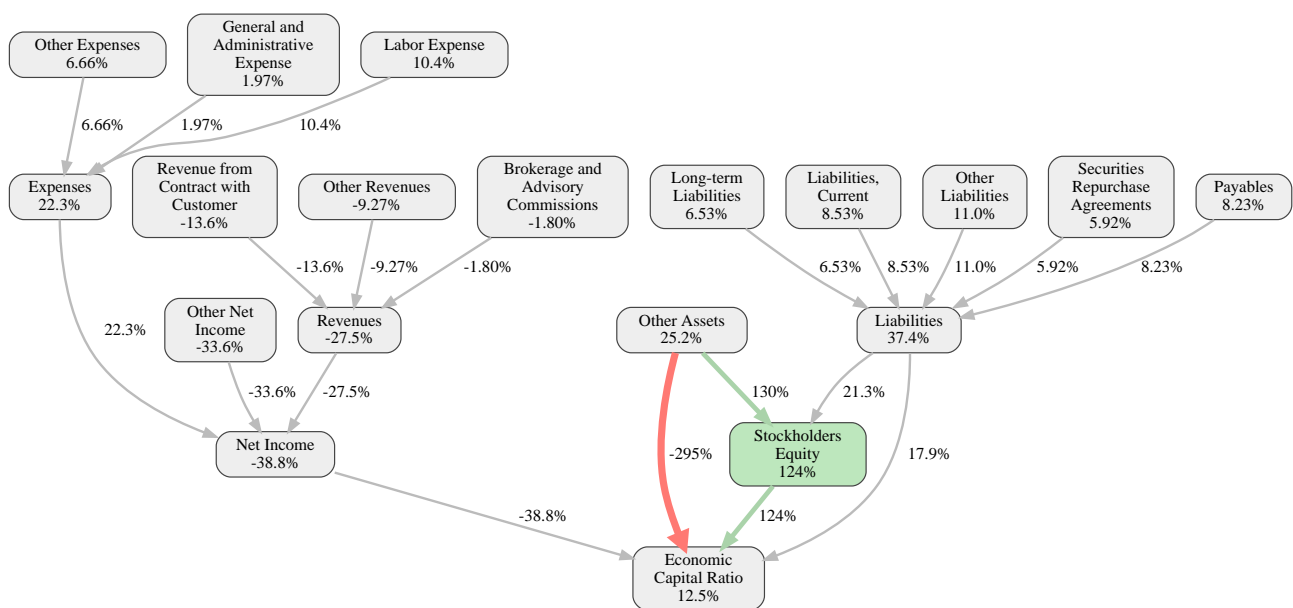 Other Expenses
6.66%
General and
Administrative
Expense
1.97%
Labor Expense
10.4%
6.66%
1.97%
10.4%
Expenses
22.3%
Revenue from
Contract with
Customer
-13.6%
Other Revenues
-9.27%
Brokerage and
Advisory
Commissions
-1.80%
Long-term
Liabilities
6.53%
Liabilities,
Current
8.53%
Other
Liabilities
11.0%
Securities
Repurchase
Agreements
5.92%
Payables
8.23%
-13.6%
-9.27%
-1.80%
6.53%
8.53%
11.0%
5.92%
8.23%
22.3%
Other Net
Income
-33.6%
Revenues
-27.5%
Other Assets
25.2%
Liabilities
37.4%
-33.6%
-27.5%
130%
21.3%
Net Income
-38.8%
-295%
Stockholders
Equity
124%
17.9%
-38.8%
124%
Economic
Capital Ratio
12.5%